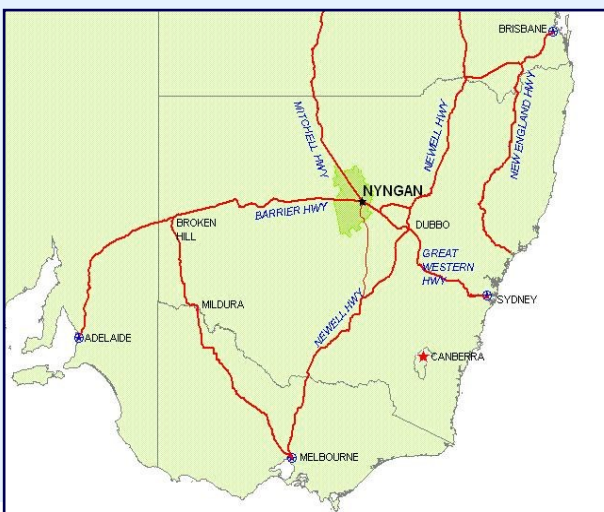 BRISBANE
NEW ENGLAND HWY
NEWELL HWY
MITCHELL HWY
NYNGAN
BARRIER HWY
BROKEN
HILL
DUBBO
GREAT
WESTERN
HWY
SYDNEY
MILDURA
NEWELL HWY
ADELAIDE
CANBERRA
MELBOURNE